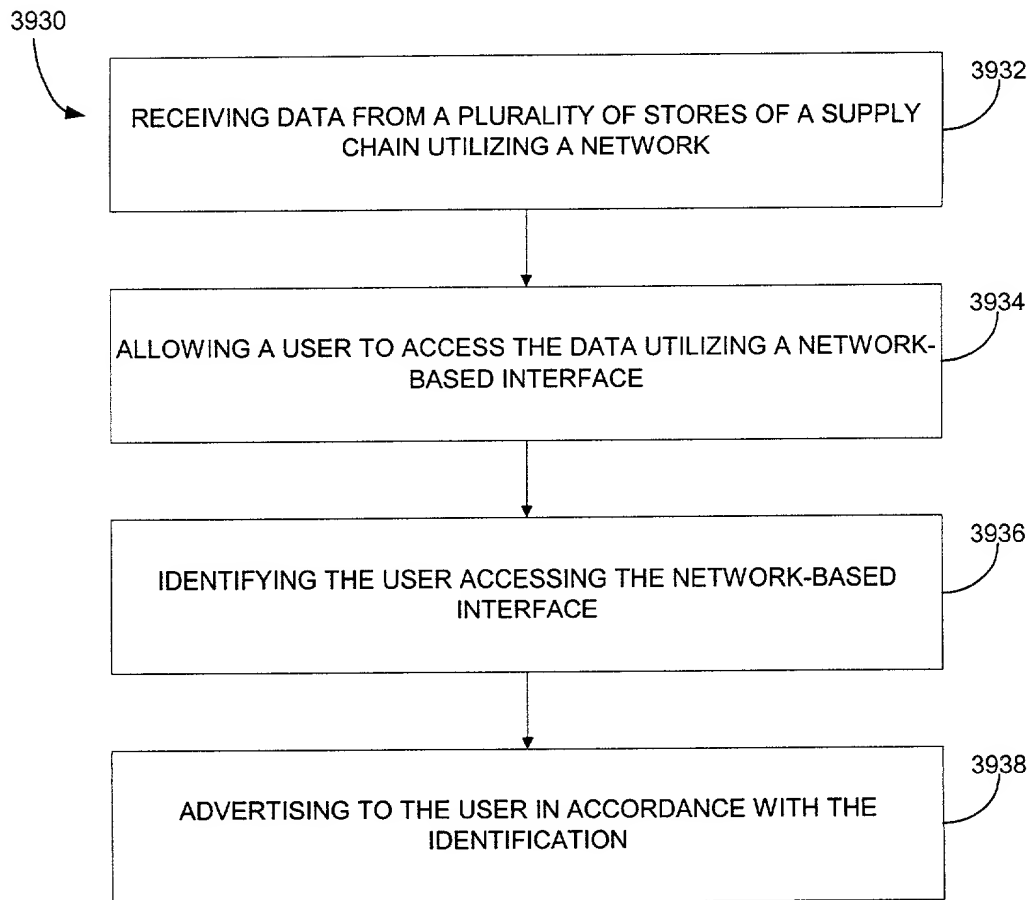 3930
3932
RECEIVING DATA FROM A PLURALITY OF STORES OF A SUPPLY
CHAIN UTILIZING A NETWORK
3934
ALLOWING A USER TO ACCESS THE DATA UTILIZING A NETWORK-
BASED INTERFACE
3936
IDENTIFYING THE USER ACCESSING THE NETWORK-BASED
INTERFACE
3938
ADVERTISING TO THE USER IN ACCORDANCE WITH THE
IDENTIFICATION